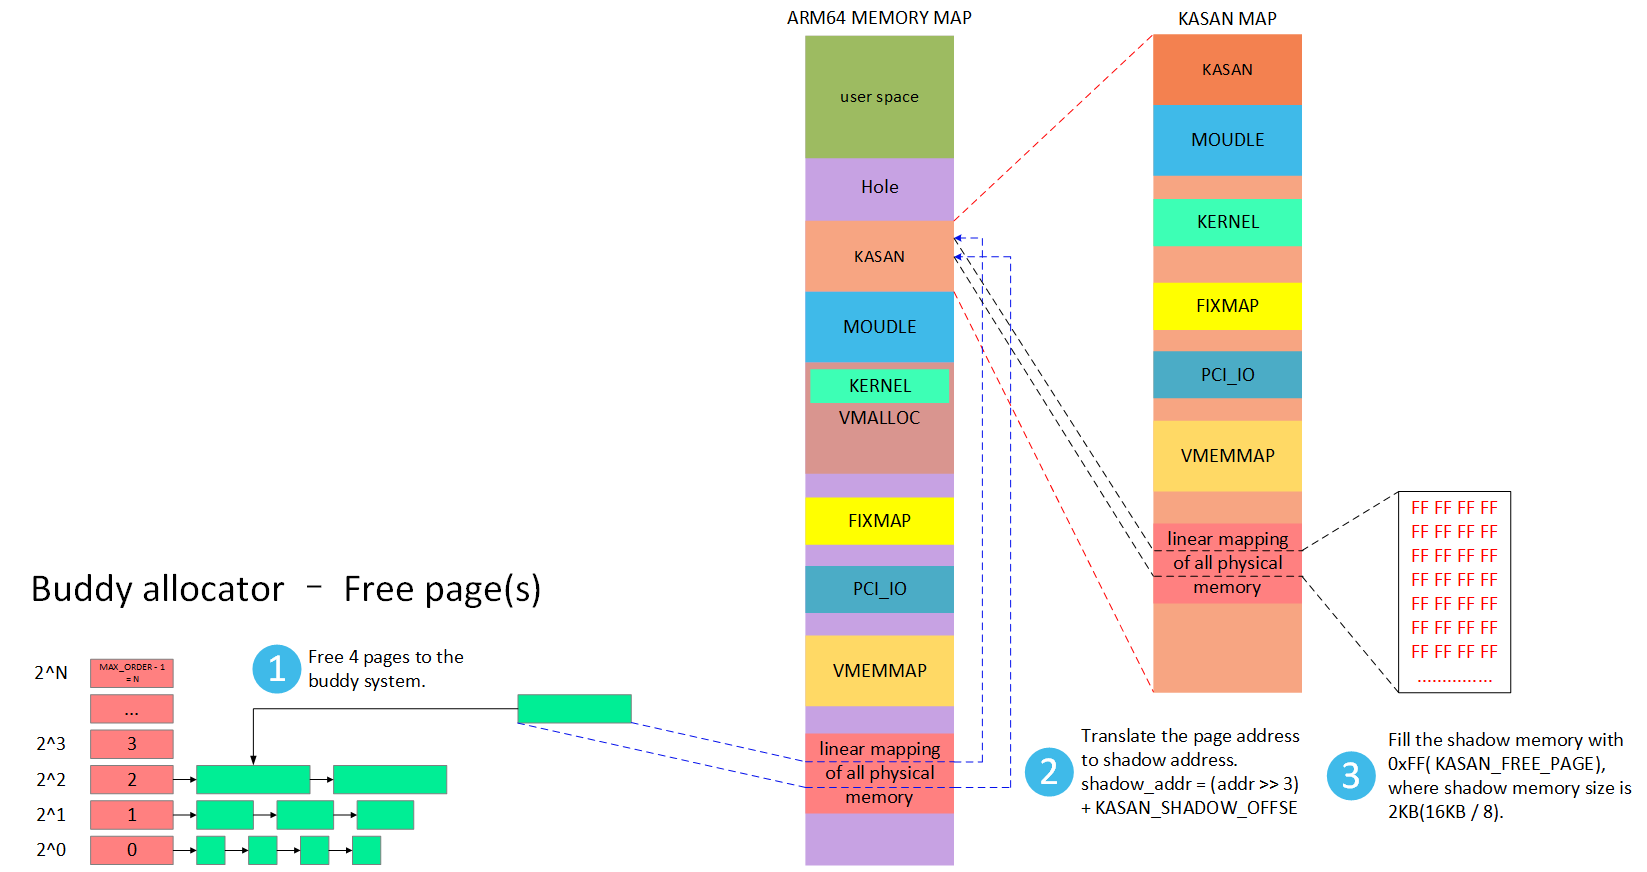 ARM64 MEMORY MAP
user space
Hole
KASAN
MOUDLE
KERNEL
VMALLOC
FIXMAP
PCI_IO
VMEMMAP
linear mapping
of all physical
memory
KASAN MAP
KASAN
MOUDLE
KERNEL
FIXMAP
PCI_IO
VMEMMAP
linear mapping
of all physical
memory
FF FF FF FF
FF FF FF FF
FF FF FF FF
FF FF FF FF
FF FF FF FF
FF FF FF FF
FF FF FF FF
..............
Buddy allocator - Free page(s)
2^N
MAX_ORDER - 1
= N
...
2^3
3
2^2
2
2^1
1
2^0
0
1
Free 4 pages to the
buddy system.
2
Translate the page address
to shadow address.
shadow_addr = (addr >> 3)
+ KASAN_SHADOW_OFFSE
3
Fill the shadow memory with
0xFF( KASAN_FREE_PAGE),
where shadow memory size is
2KB(16KB / 8).